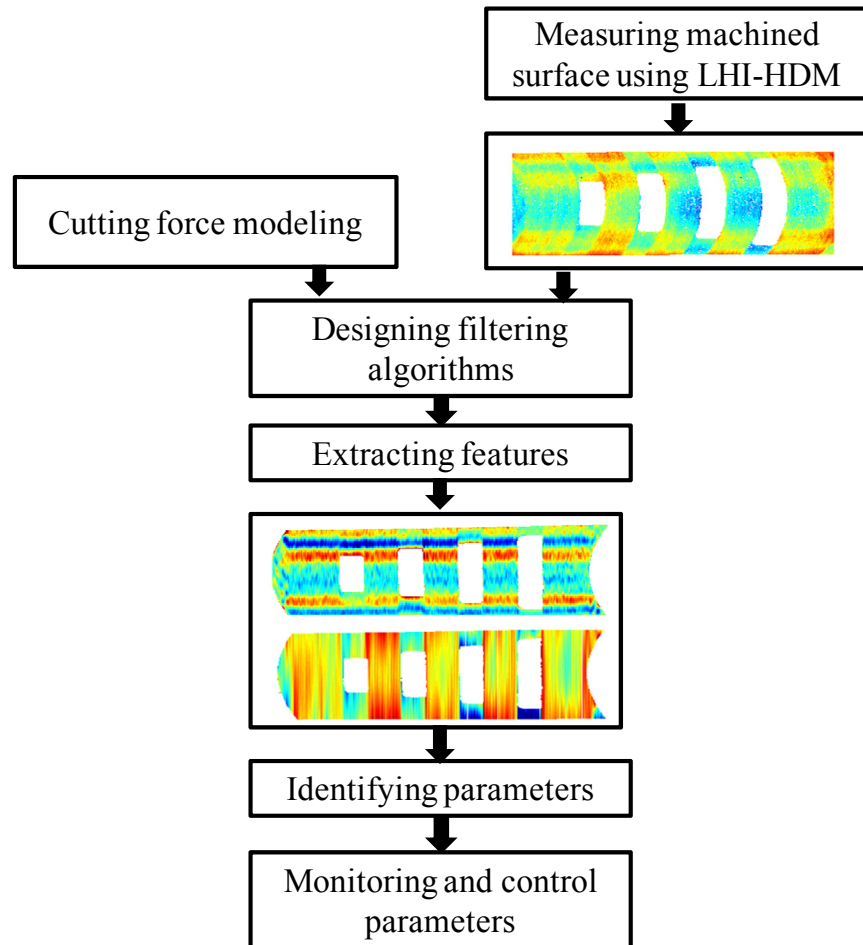 Measuring machined
surface using LHI-HDM
Cutting force modeling
Designing filtering
algorithms
Extracting features
Identifying parameters
Monitoring and control
parameters